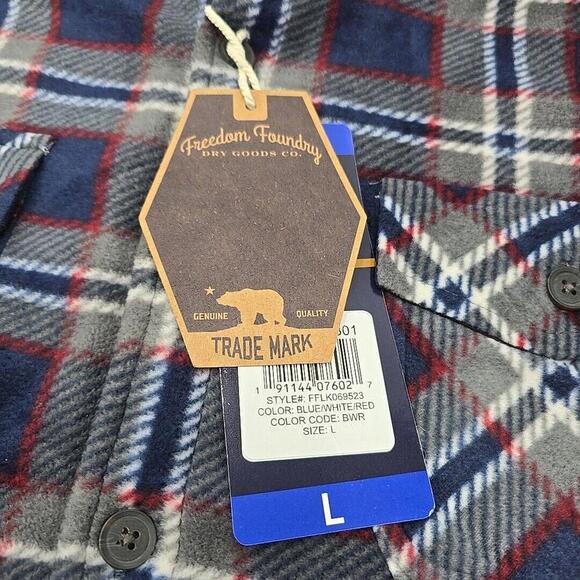 Freedom Foundry
DRY GOODS CO.
GENUINE QUALITY
TRADE MARK
1 91144 07602 7
STYLE#: FFLK069523
COLOR: BLUE/WHITE/RED
COLOR CODE: BWR
SIZE: L
L